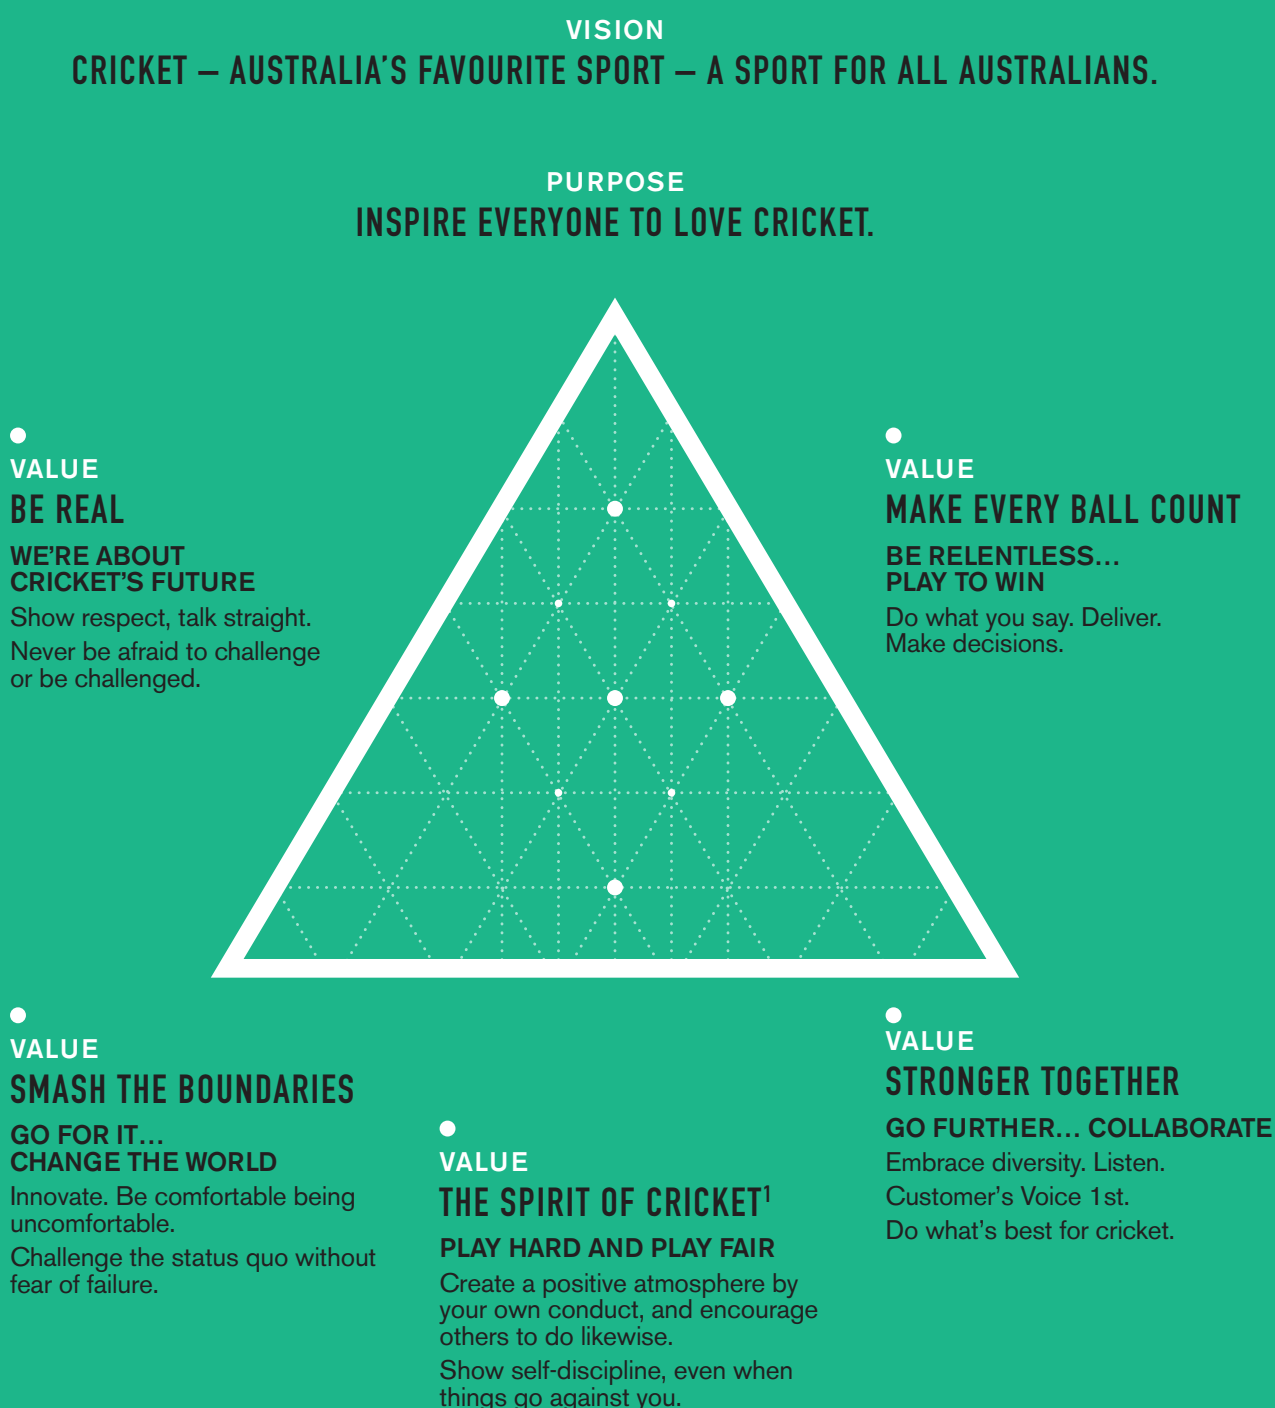 VISION
CRICKET – AUSTRALIA'S FAVOURITE SPORT – A SPORT FOR ALL AUSTRALIANS.
PURPOSE
INSPIRE EVERYONE TO LOVE CRICKET.
VALUE
BE REAL
WE'RE ABOUT
CRICKET'S FUTURE
Show respect, talk straight.
Never be afraid to challenge
or be challenged.
VALUE
MAKE EVERY BALL COUNT
BE RELENTLESS...
PLAY TO WIN
Do what you say. Deliver.
Make decisions.
VALUE
SMASH THE BOUNDARIES
GO FOR IT...
CHANGE THE WORLD
Innovate. Be comfortable being
uncomfortable.
Challenge the status quo without
fear of failure.
VALUE
THE SPIRIT OF CRICKET¹
PLAY HARD AND PLAY FAIR
Create a positive atmosphere by
your own conduct, and encourage
others to do likewise.
Show self-discipline, even when
things go against you.
VALUE
STRONGER TOGETHER
GO FURTHER... COLLABORATE
Embrace diversity. Listen.
Customer's Voice 1st.
Do what's best for cricket.